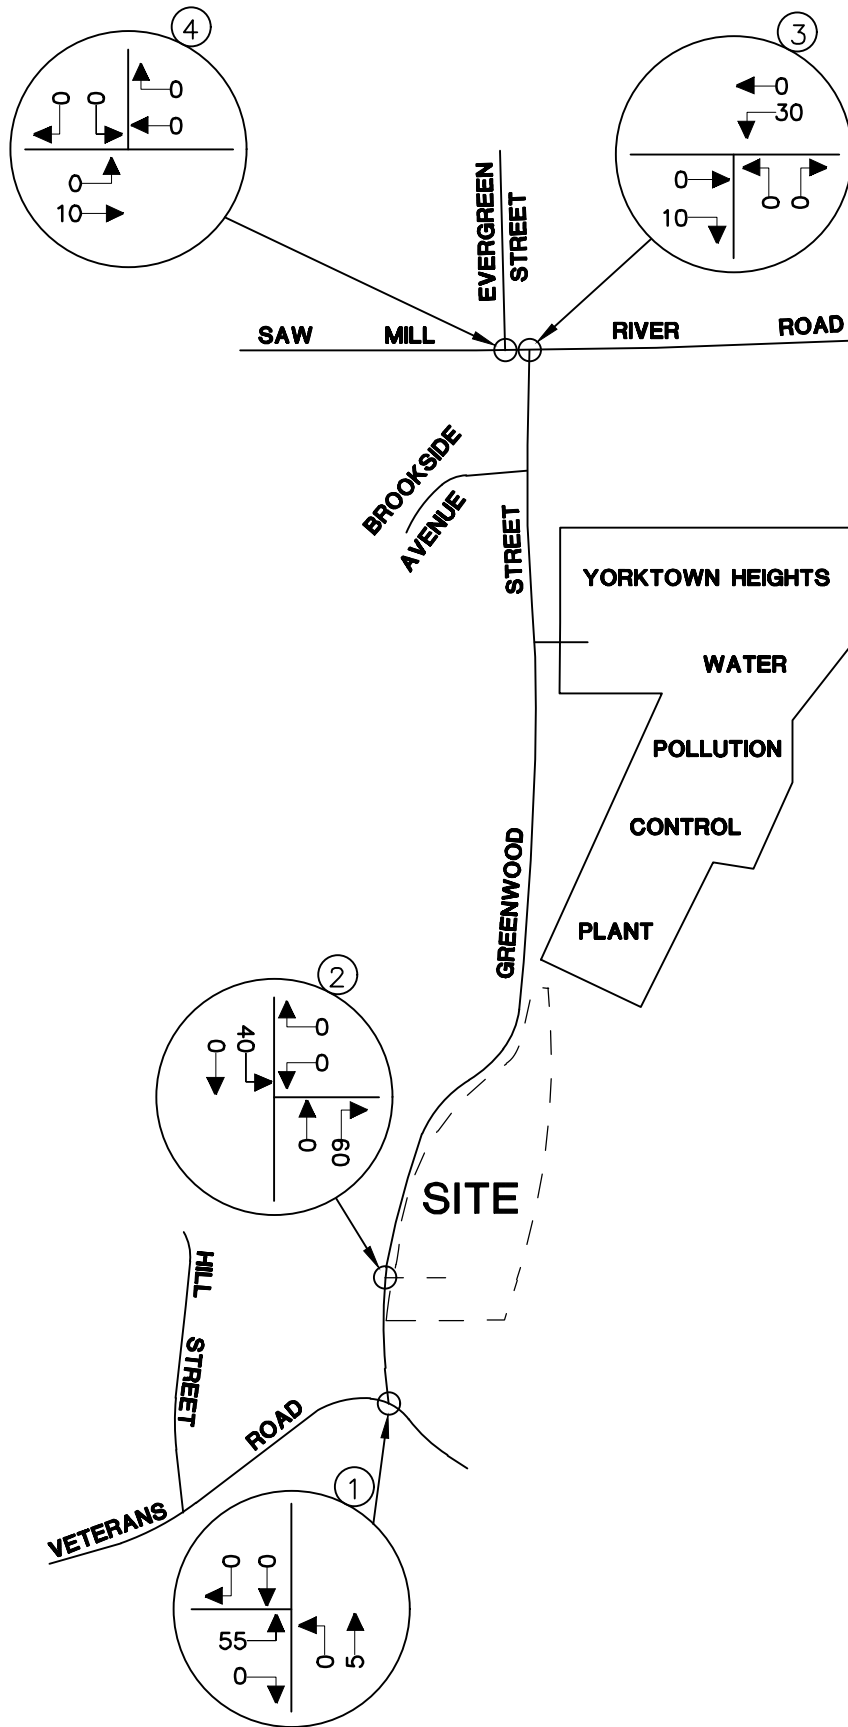 4
0
0 0
0
0
10
3
0
30
0
10
0 0
EVERGREEN
STREET
SAW MILL RIVER ROAD
BROOKSIDE
AVENUE
STREET
YORKTOWN HEIGHTS
WATER
POLLUTION
CONTROL
PLANT
GREENWOOD
2
0
40
0
0
0
60
SITE
HILL STREET
VETERANS ROAD
1
0 0
55
0
0
5